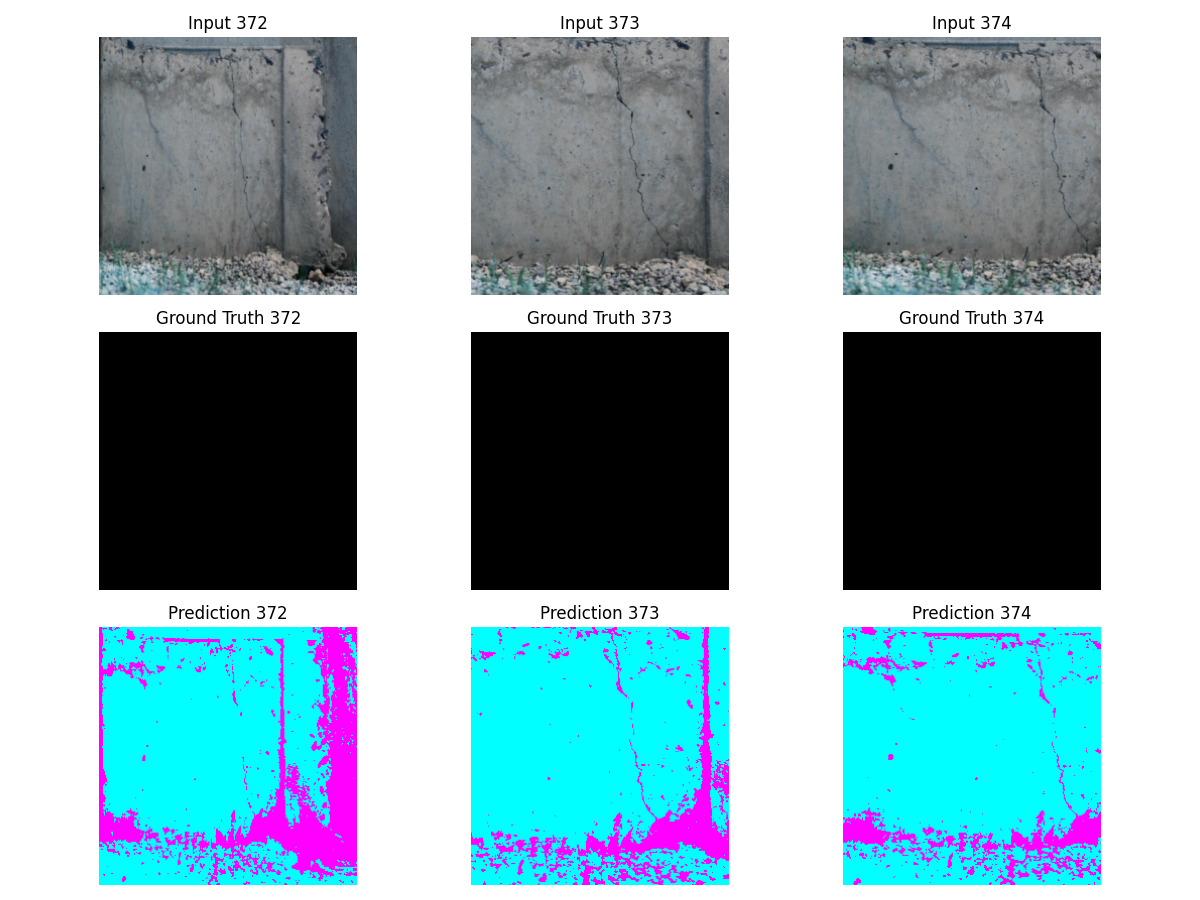 Input 372
Input 373
Input 374
Ground Truth 372
Ground Truth 373
Ground Truth 374
Prediction 372
Prediction 373
Prediction 374